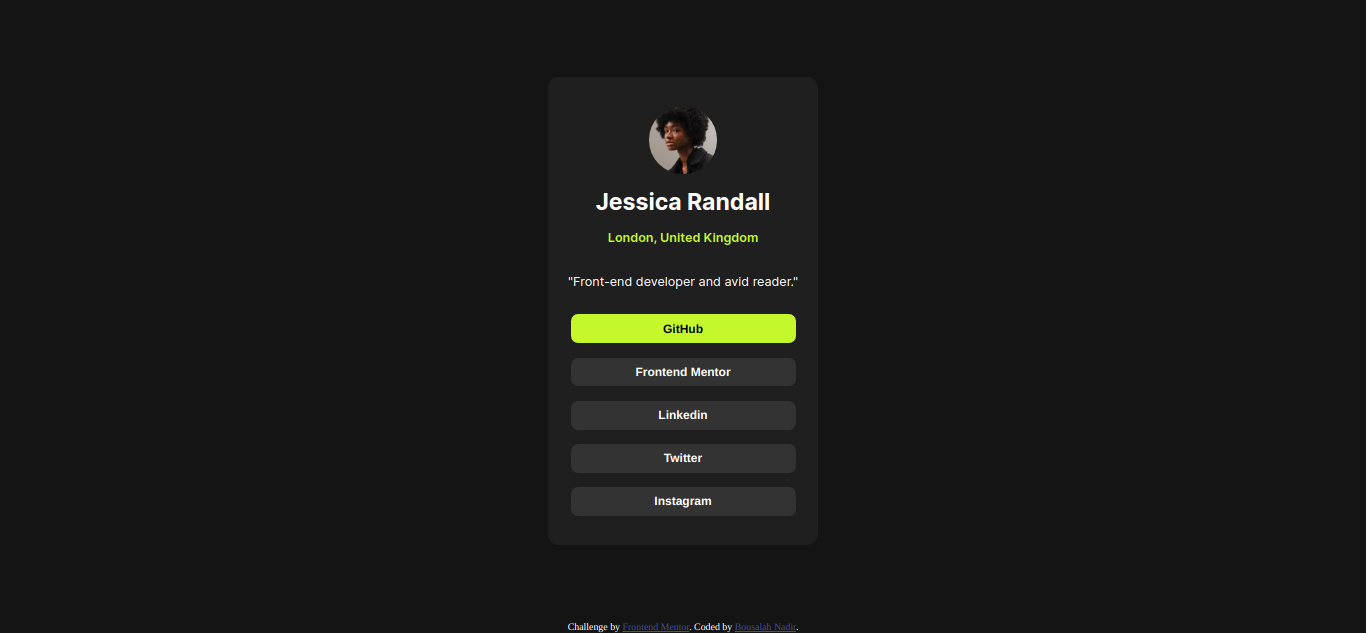 Jessica Randall
London, United Kingdom
"Front-end developer and avid reader."
GitHub
Frontend Mentor
Linkedin
Twitter
Instagram
Challenge by Frontend Mentor. Coded by Bousalah Nadir.